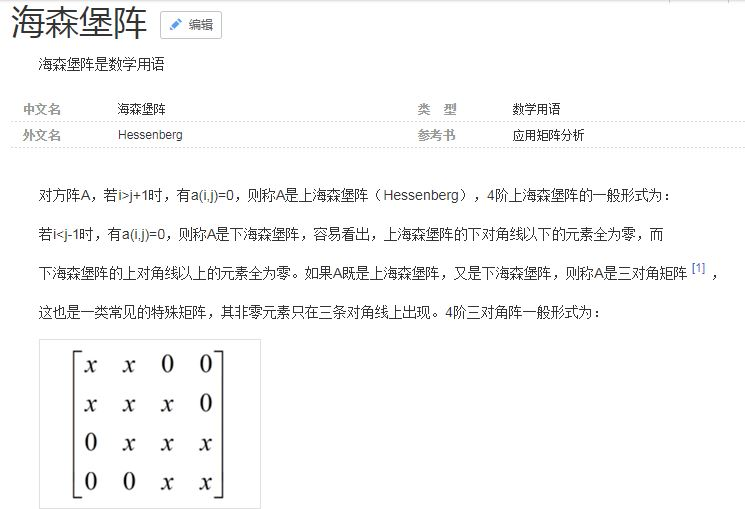 海森堡阵 编辑
海森堡阵是数学用语
中文名 海森堡阵 类 型 数学用语
外文名 Hessenberg 参考书 应用矩阵分析
对方阵A，若i>j+1时，有a(i,j)=0，则称A是上海森堡阵（Hessenberg），4阶上海森堡阵的一般形式为：
若i<j-1时，有a(i,j)=0，则称A是下海森堡阵，容易看出，上海森堡阵的下对角线以下的元素全为零，而
下海森堡阵的上对角线以上的元素全为零。如果A既是上海森堡阵，又是下海森堡阵，则称A是三对角矩阵 [1] ，
这也是一类常见的特殊矩阵，其非零元素只在三条对角线上出现。4阶三对角阵一般形式为：
x x 0 0
x x x 0
0 x x x
0 0 x x